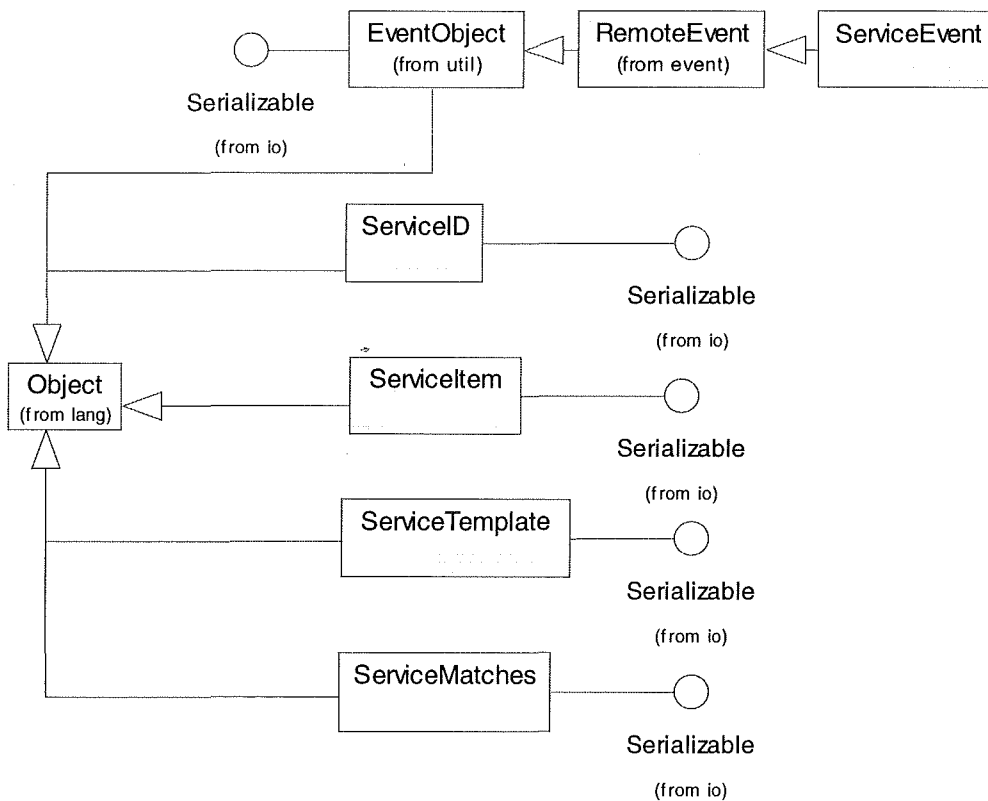 EventObject
(from util)
RemoteEvent
(from event)
ServiceEvent
Serializable
(from io)
ServiceID
Serializable
(from io)
Object
(from lang)
ServiceItem
Serializable
(from io)
ServiceTemplate
Serializable
(from io)
ServiceMatches
Serializable
(from io)